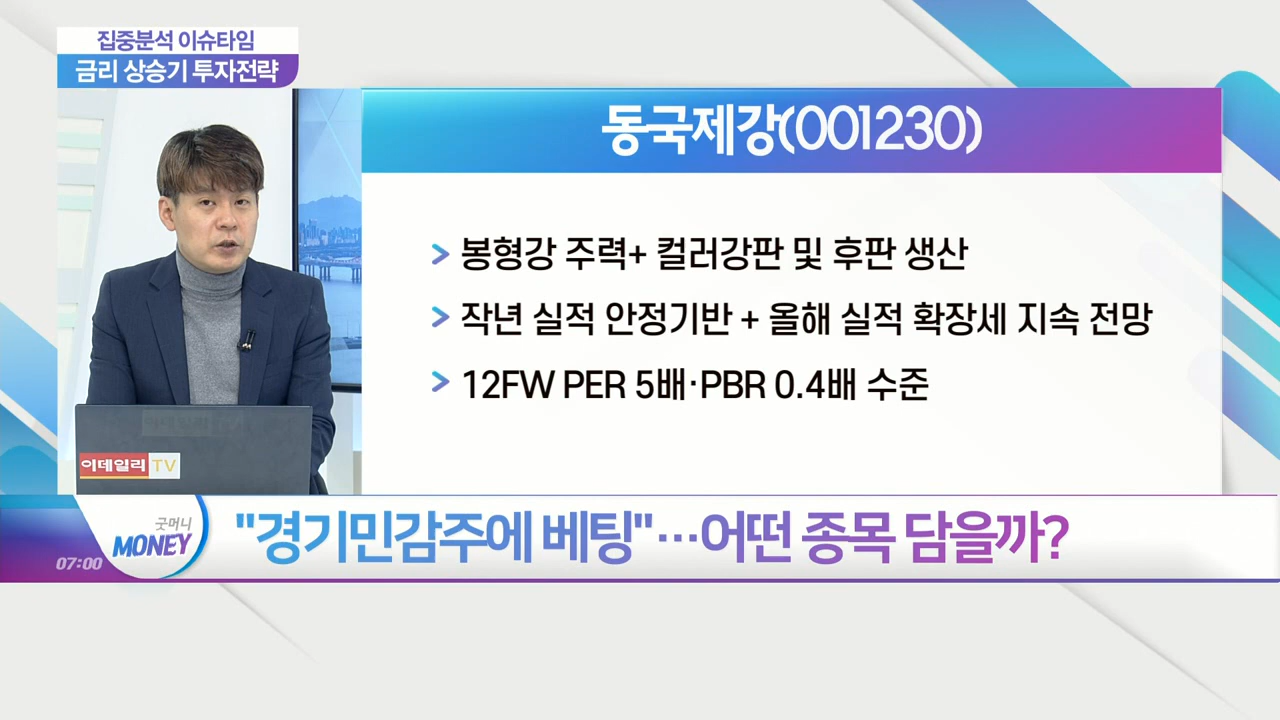 집중분석 이슈타임
금리 상승기 투자전략
동국제강(001230)
> 봉형강 주력+ 컬러강판 및 후판 생산
> 작년 실적 안정기반 + 올해 실적 확장세 지속 전망
> 12FW PER 5배·PBR 0.4배 수준
이데일리 TV
굿머니
MONEY
07:00
"경기민감주에 베팅"…어떤 종목 담을까?